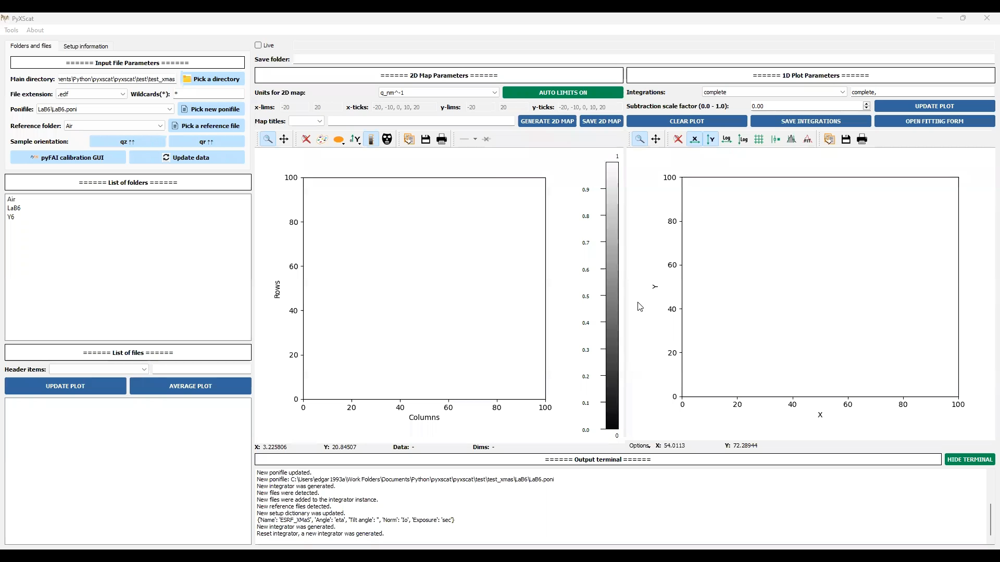 PyXScat
Tools About
Folders and files Setup information
====== Input File Parameters ======
Main directory: nents\Python\pyxscat\pyxscat\test\test_xmas Pick a directory
File extension: .edf Wildcards(*): *
Ponifile: LaB6\LaB6.poni Pick new ponifile
Reference folder: Air Pick a reference file
Sample orientation: qz ↑↑ qr ↑↑
pyFAI calibration GUI Update data
====== List of folders ======
Air
LaB6
Y6
====== List of files ======
Header items:
UPDATE PLOT AVERAGE PLOT
Live
Save folder:
====== 2D Map Parameters ======
Units for 2D map: q_nm^-1 AUTO LIMITS ON
x-lims: -20 20 x-ticks: -20, -10, 0, 10, 20 y-lims: -20 20 y-ticks: -20, -10, 0, 10, 20
Map titles: GENERATE 2D MAP SAVE 2D MAP
100
80
60
40
20
0
Rows
0 20 40 60 80 100
Columns
1
0.9
0.8
0.7
0.6
0.5
0.4
0.3
0.2
0.1
0.0
0
X: 3.225806 Y: 20.84507 Data: - Dims: -
====== 1D Plot Parameters ======
Integrations: complete complete,
Subtraction scale factor (0.0 - 1.0): 0.00 UPDATE PLOT
CLEAR PLOT SAVE INTEGRATIONS OPEN FITTING FORM
X Y Log Log FIT
100
80
60
40
20
0
Y
0 20 40 60 80 100
X
Options X: 54.0113 Y: 72.28944
====== Output terminal ====== HIDE TERMINAL
New ponifile updated.
New ponifile: C:\Users\edgar1993a\Work Folders\Documents\Python\pyxscat\pyxscat\test\test_xmas\LaB6\LaB6.poni
New integrator was generated.
New files were detected.
New files were added to the integrator instance.
New reference files detected.
New setup dictionary was updated.
{'Name': 'ESRF_XMaS', 'Angle': 'eta', 'Tilt angle': '', 'Norm': 'Io', 'Exposure': 'sec'}
New integrator was generated.
Reset integrator, a new integrator was generated.